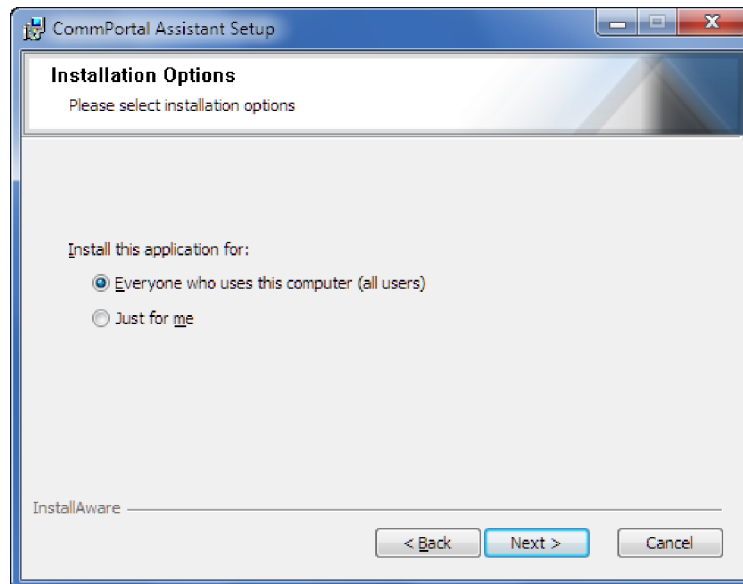 CommPortal Assistant Setup
Installation Options
Please select installation options
Install this application for:
Everyone who uses this computer (all users)
Just for me
InstallAware
< Back Next > Cancel